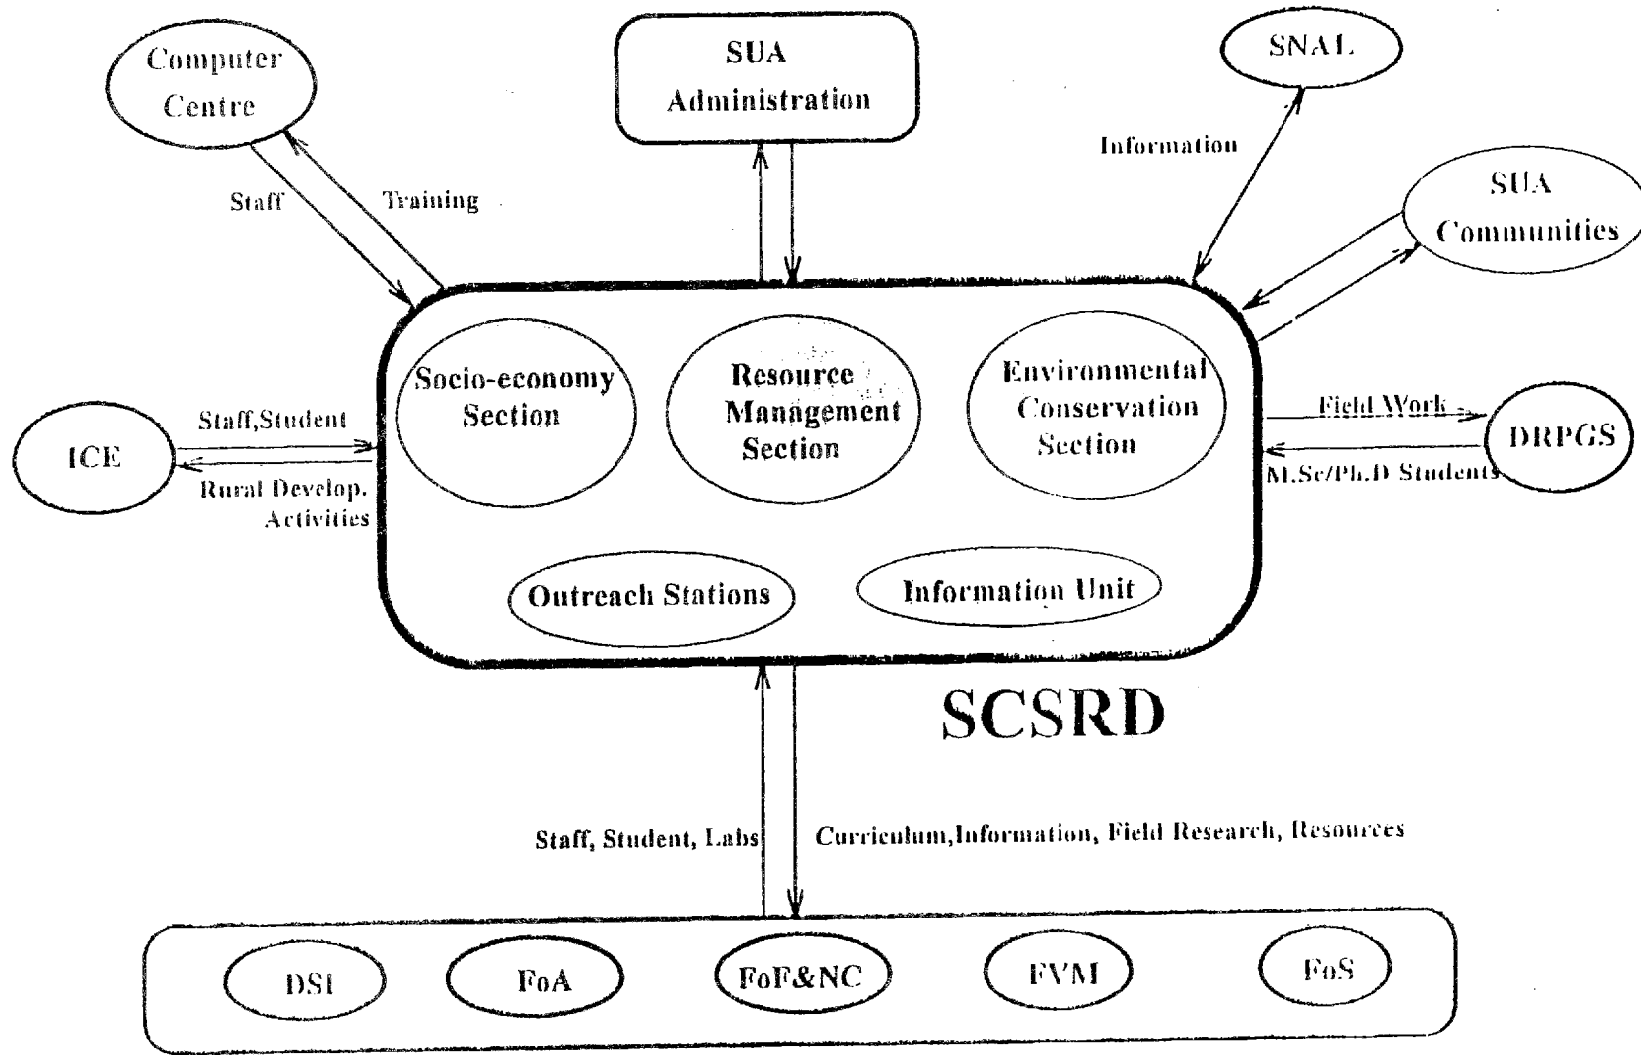 Computer
Centre
SUA
Administration
SNAL
Information
SUA
Communities
Staff
Training
Socio-economy
Section
Resource
Management
Section
Environmental
Conservation
Section
Staff,Student
ICE
Rural Develop.
Activities
Field Work
DRPGS
M.Sc/Ph.D Students
Outreach Stations
Information Unit
SCSRD
Staff, Student, Labs
Curriculum,Information, Field Research, Resources
DSI
FoA
FoF&NC
FVM
FoS